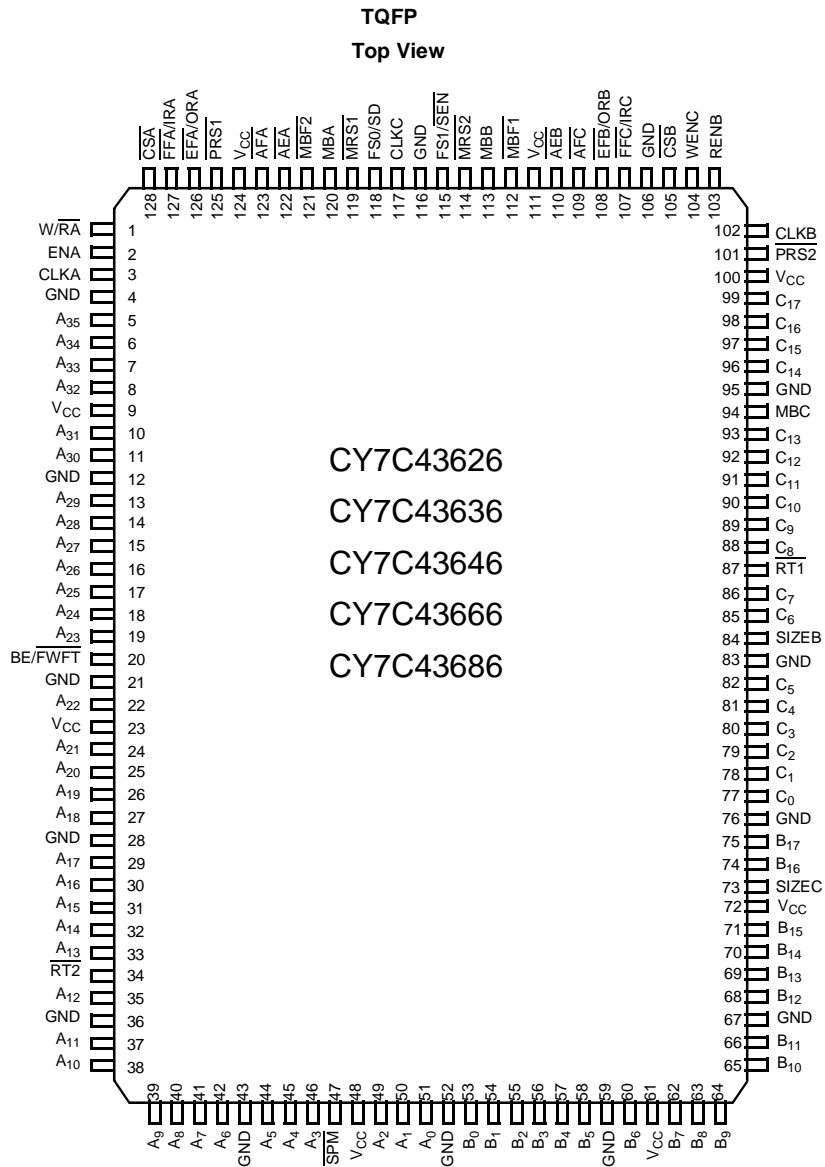 TQFP
Top View
CSA
FFA/IRA
EFA/ORA
PRS1
VCC
AFA
AEA
MBF2
MBA
MRS1
FS0/SD
CLKC
GND
FS1/SEN
MRS2
MBB
MBF1
VCC
AEB
AFC
EFB/ORB
FFC/IRC
GND
CSB
WENC
RENB
128 127 126 125 124 123 122 121 120 119 118 117 116 115 114 113 112 111 110 109 108 107 106 105 104 103
W/RA 1
ENA 2
CLKA 3
GND 4
A35 5
A34 6
A33 7
A32 8
VCC 9
A31 10
A30 11
GND 12
A29 13
A28 14
A27 15
A26 16
A25 17
A24 18
A23 19
BE/FWFT 20
GND 21
A22 22
VCC 23
A21 24
A20 25
A19 26
A18 27
GND 28
A17 29
A16 30
A15 31
A14 32
A13 33
RT2 34
A12 35
GND 36
A11 37
A10 38
CY7C43626
CY7C43636
CY7C43646
CY7C43666
CY7C43686
102 CLKB
101 PRS2
100 VCC
99 C17
98 C16
97 C15
96 C14
95 GND
94 MBC
93 C13
92 C12
91 C11
90 C10
89 C9
88 C8
87 RT1
86 C7
85 C6
84 SIZEB
83 GND
82 C5
81 C4
80 C3
79 C2
78 C1
77 C0
76 GND
75 B17
74 B16
73 SIZEC
72 VCC
71 B15
70 B14
69 B13
68 B12
67 GND
66 B11
65 B10
39 40 41 42 43 44 45 46 47 48 49 50 51 52 53 54 55 56 57 58 59 60 61 62 63 64
A9
A8
A7
A6
GND
A5
A4
A3
SPM
VCC
A2
A1
A0
GND
B0
B1
B2
B3
B4
B5
GND
B6
VCC
B7
B8
B9